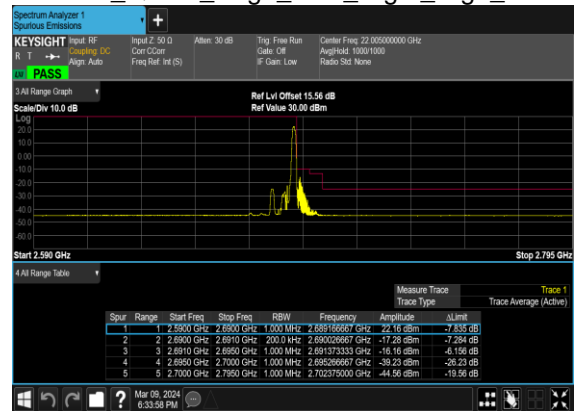 Spectrum Analyzer 1
Spurious Emissions
+
KEYSIGHT Input: RF Input Z: 50 Ω Atten: 30 dB Trig: Free Run Center Freq: 22.005000000 GHz
R T Coupling: DC Corr CCorr Gate: Off Avg|Hold: 1000/1000
Align: Auto Freq Ref: Int (S) IF Gain: Low Radio Std: None
PASS
3 All Range Graph
Ref Lvl Offset 15.56 dB
Scale/Div 10.0 dB Ref Value 30.00 dBm
Log
20.0
10.0
0.00
-10.0
-20.0
-30.0
-40.0
-50.0
-60.0
Start 2.590 GHz Stop 2.795 GHz
4 All Range Table
Measure Trace Trace 1
Trace Type Trace Average (Active)
Spur Range Start Freq Stop Freq RBW Frequency Amplitude ΔLimit
1 1 2.5900 GHz 2.6900 GHz 1.000 MHz 2.689166667 GHz 22.16 dBm -7.835 dB
2 2 2.6900 GHz 2.6910 GHz 200.0 kHz 2.690026667 GHz -17.28 dBm -7.284 dB
3 3 2.6910 GHz 2.6950 GHz 1.000 MHz 2.691373333 GHz -16.16 dBm -6.156 dB
4 4 2.6950 GHz 2.7000 GHz 1.000 MHz 2.695266667 GHz -39.23 dBm -26.23 dB
5 5 2.7000 GHz 2.7950 GHz 1.000 MHz 2.702375000 GHz -44.56 dBm -19.56 dB
? Mar 09, 2024
6:33:58 PM